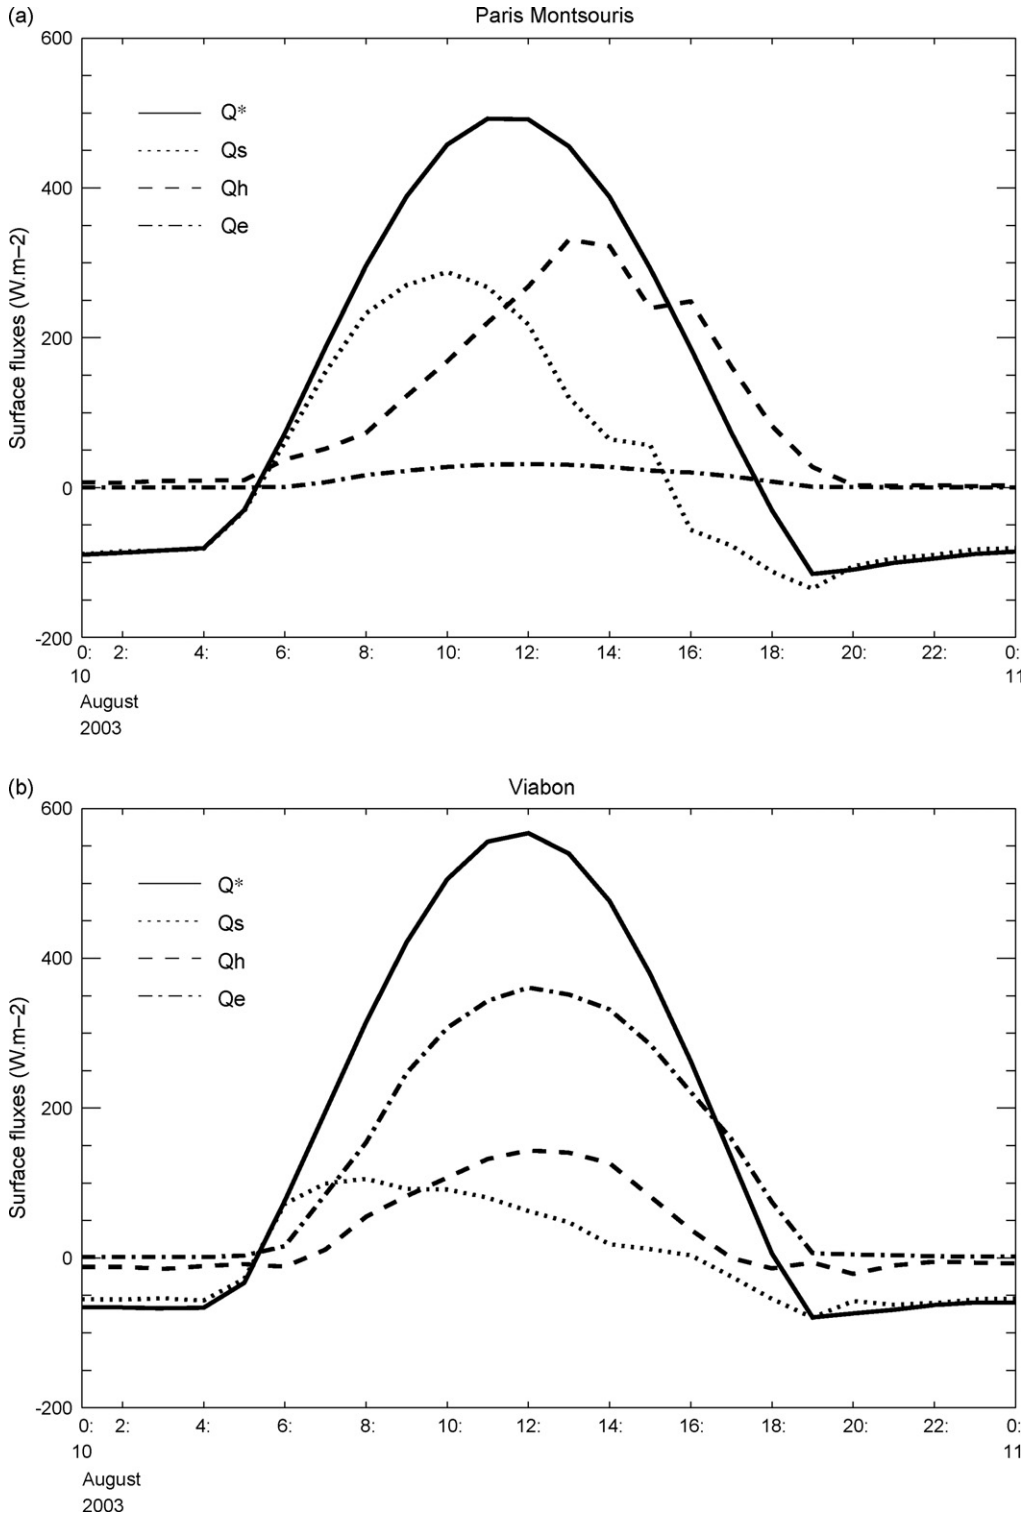 (a) Paris Montsouris
600
Q*
Qs
400
Qh
Qe
Surface fluxes (W.m–2)
200
0
-200
0: 2: 4: 6: 8: 10: 12: 14: 16: 18: 20: 22: 0:
10 11
August
2003
(b) Viabon
600
Q*
Qs
Qh
400
Qe
Surface fluxes (W.m–2)
200
0
-200
0: 2: 4: 6: 8: 10: 12: 14: 16: 18: 20: 22: 0:
10 11
August
2003